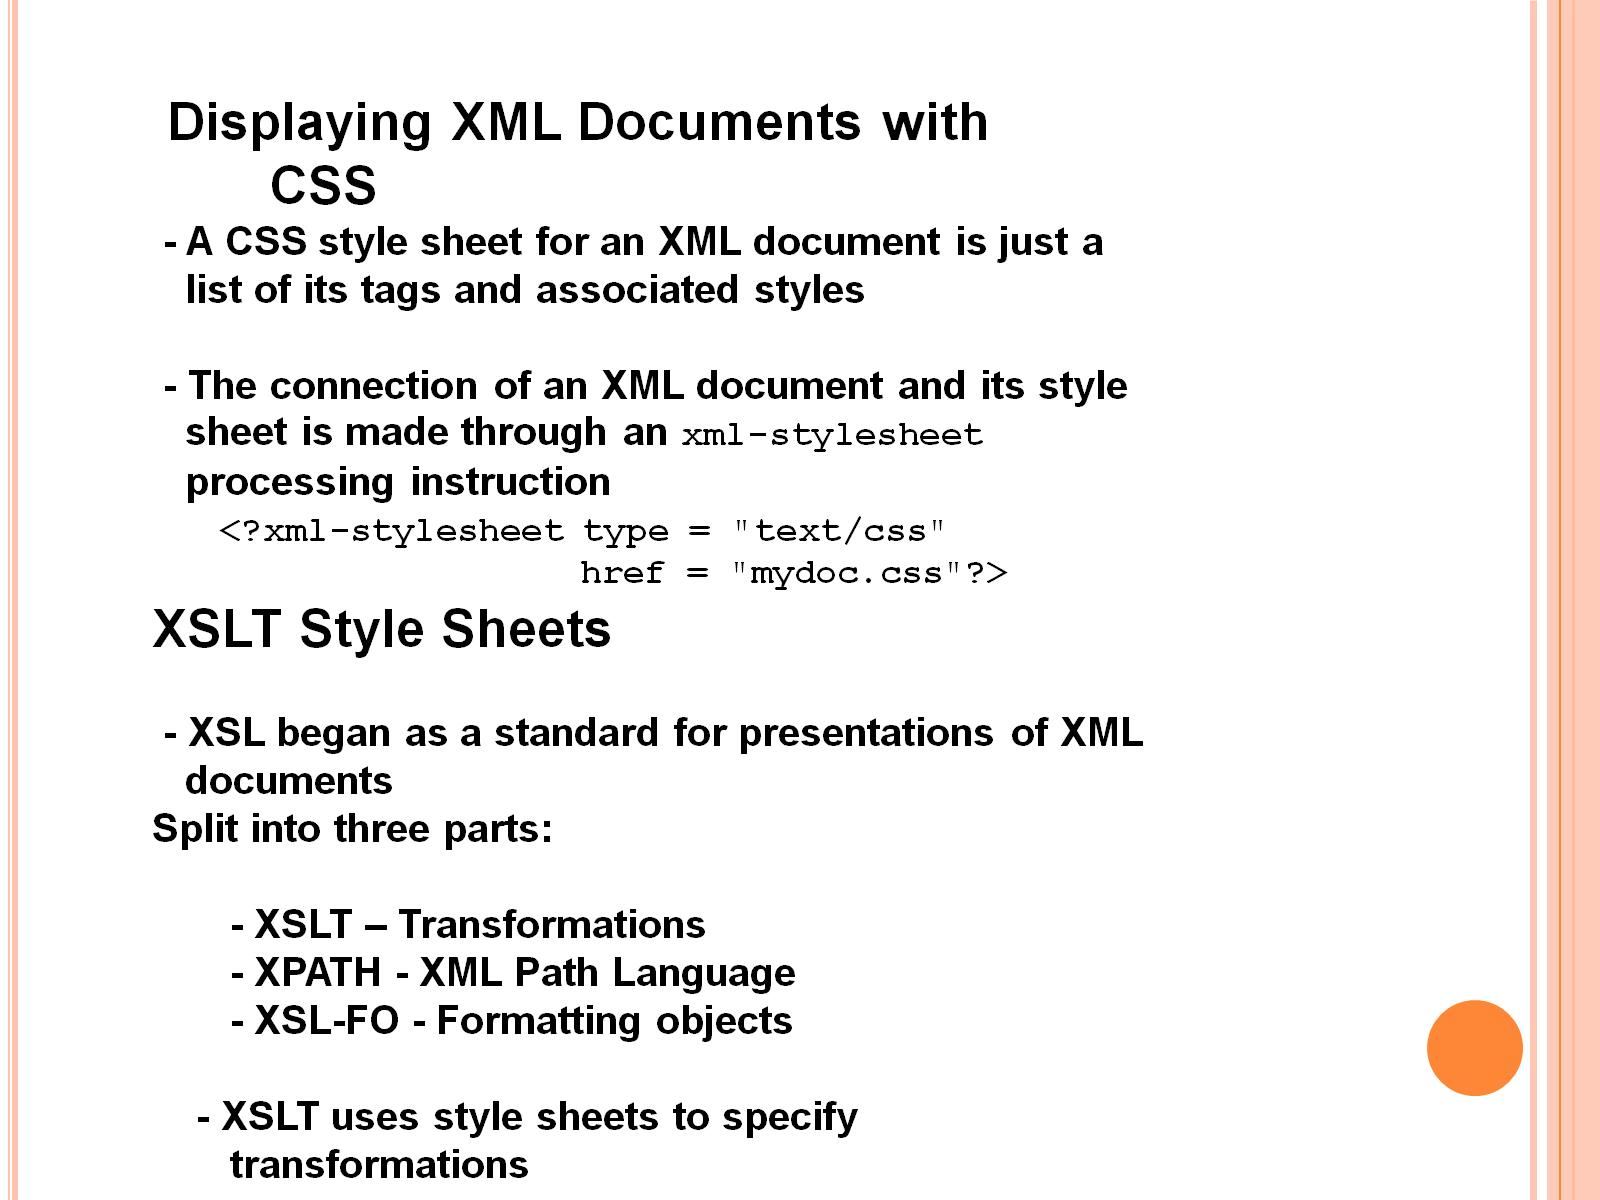 Displaying XML Documents with
CSS
- A CSS style sheet for an XML document is just a
list of its tags and associated styles
- The connection of an XML document and its style
sheet is made through an xml-stylesheet
processing instruction
<?xml-stylesheet type = "text/css"
href = "mydoc.css"?>
XSLT Style Sheets
- XSL began as a standard for presentations of XML
documents
Split into three parts:
- XSLT – Transformations
- XPATH - XML Path Language
- XSL-FO - Formatting objects
- XSLT uses style sheets to specify
transformations